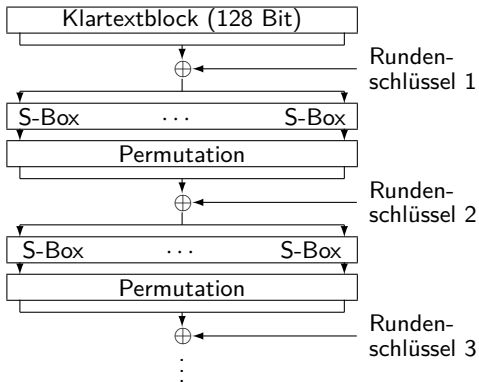 Klartextblock (128 Bit)
Runden-
schlüssel 1
S-Box ... S-Box
Permutation
Runden-
schlüssel 2
S-Box ... S-Box
Permutation
Runden-
schlüssel 3